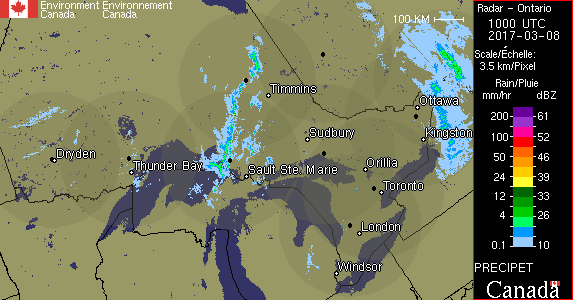 Environment Environnement
Canada Canada
100 KM
Timmins
Ottawa
Sudbury
Kingston
Dryden
Thunder Bay
Sault Ste. Marie
Orillia
Toronto
London
Windsor
Radar - Ontario
1000 UTC
2017-03-08
Scale/Échelle:
3.5 km/Pixel
Rain/Pluie
mm/hr dBZ
200 61
100 52
50 46
24 39
12 33
4 26
0.1 10
PRECIPET
Canada